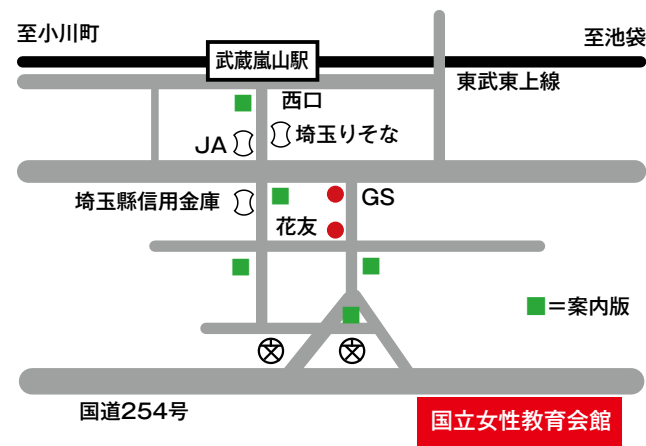 至小川町
至池袋
武蔵嵐山駅
東武東上線
西口
JA
埼玉りそな
埼玉縣信用金庫
GS
花友
■＝案内版
文
文
国道254号
国立女性教育会館